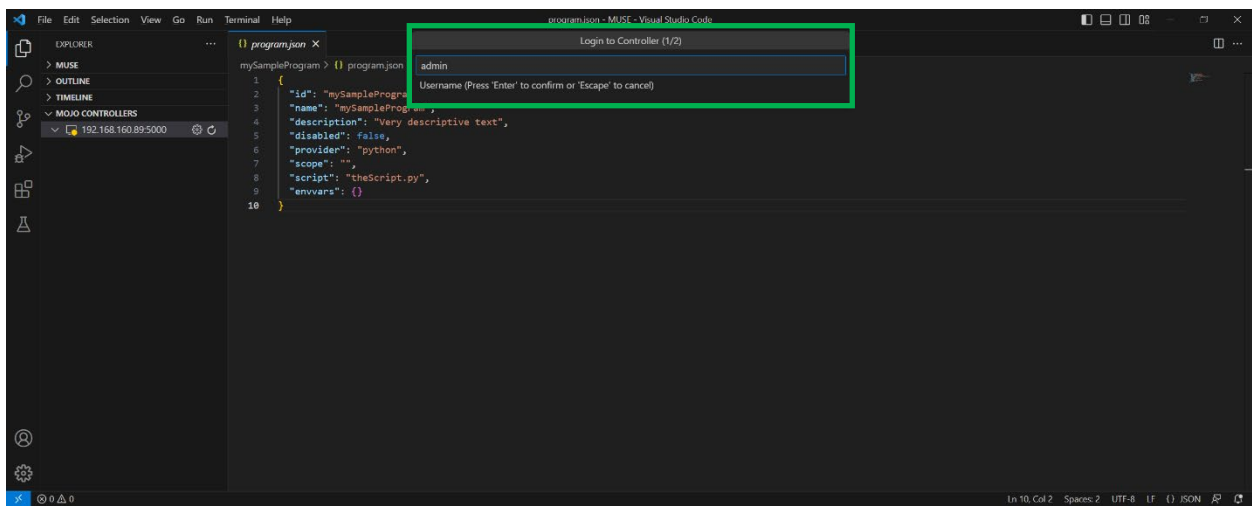 File Edit Selection View Go Run Terminal Help
program.json - MUSE - Visual Studio Code
EXPLORER
MUSE
OUTLINE
TIMELINE
MOJO CONTROLLERS
192.168.160.89:5000
{} program.json
mySampleProgram > {} program.json
Login to Controller (1/2)
admin
Username (Press 'Enter' to confirm or 'Escape' to cancel)
1 {
2 "id": "mySampleProgra
3 "name": "mySampleProgram",
4 "description": "Very descriptive text",
5 "disabled": false,
6 "provider": "python",
7 "scope": "",
8 "script": "theScript.py",
9 "envvars": {}
10 }
0 0
Ln 10, Col 2 Spaces: 2 UTF-8 LF {} JSON